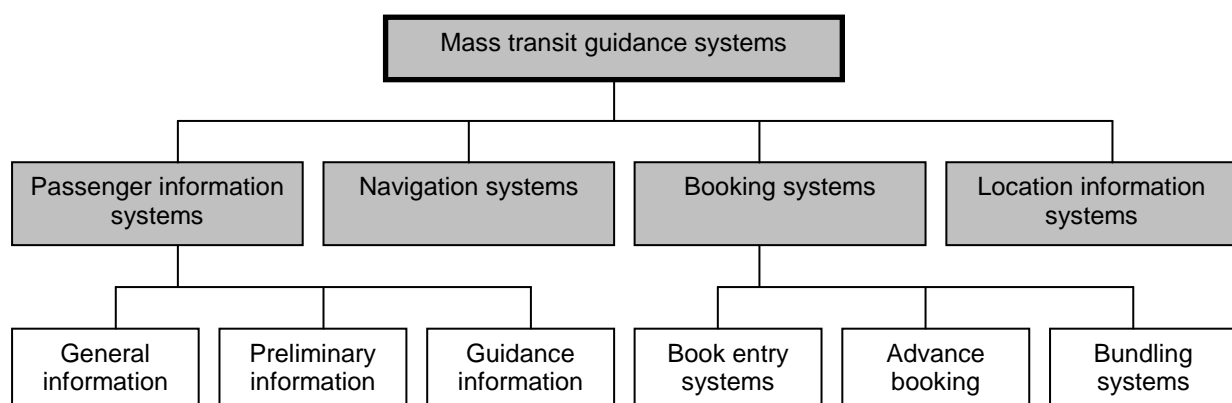 Mass transit guidance systems
Passenger information
systems
Navigation systems
Booking systems
Location information
systems
General
information
Preliminary
information
Guidance
information
Book entry
systems
Advance
booking
Bundling
systems